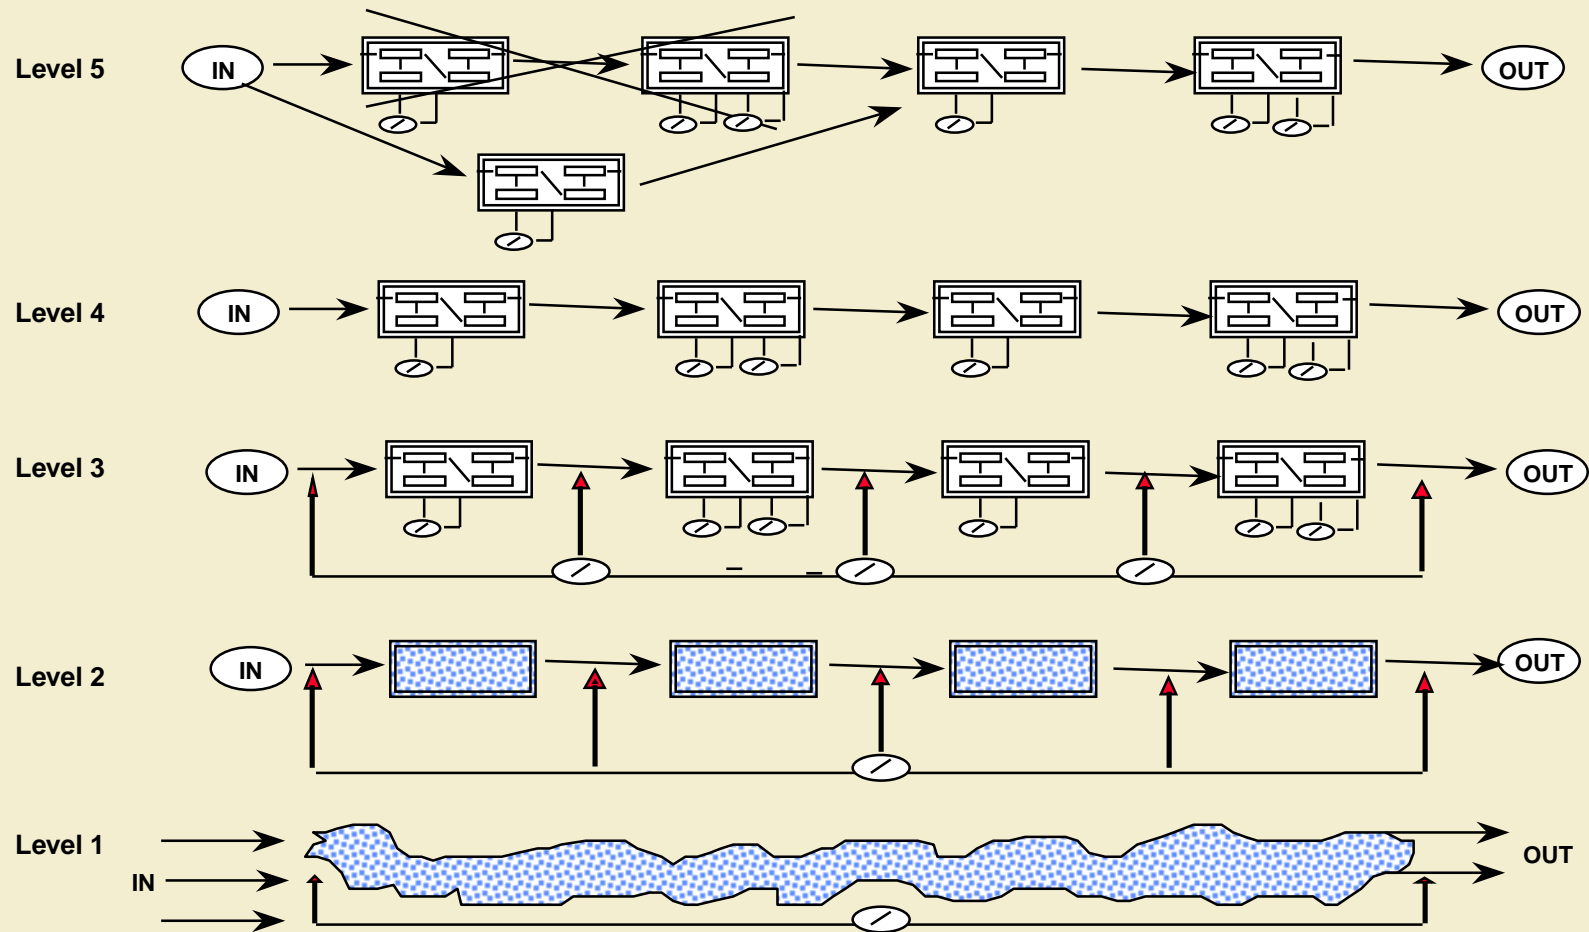 Level 5 IN OUT
Level 4 IN OUT
Level 3 IN OUT
Level 2 IN OUT
Level 1 OUT
IN